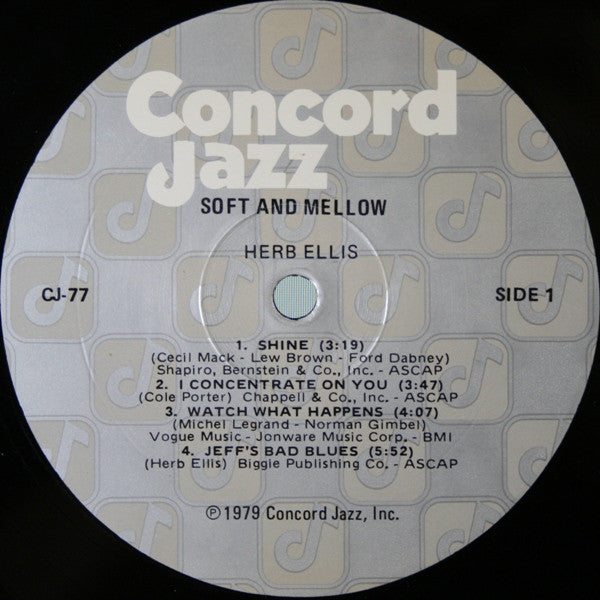 Concord
Jazz
SOFT AND MELLOW
HERB ELLIS
CJ-77
SIDE 1
1. SHINE (3:19)
(Cecil Mack - Lew Brown - Ford Dabney)
Shapiro, Bernstein & Co., Inc. - ASCAP
2. I CONCENTRATE ON YOU (3:47)
(Cole Porter) Chappell & Co., Inc. - ASCAP
3. WATCH WHAT HAPPENS (4:07)
(Michel Legrand - Norman Gimbel)
Vogue Music - Jonware Music Corp. - BMI
4. JEFF'S BAD BLUES (5:52)
(Herb Ellis) Biggie Publishing Co. - ASCAP
℗ 1979 Concord Jazz, Inc.